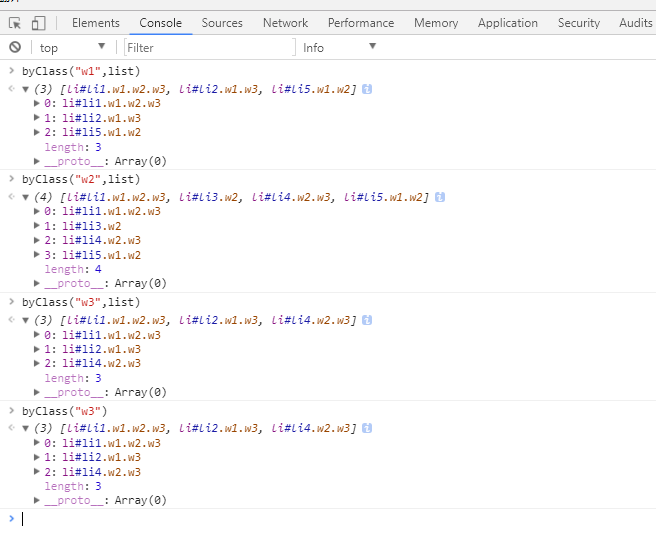 Elements Console Sources Network Performance Memory Application Security Audits
top ▼ Filter Info ▼
> byClass("w1",list)
<· ▼ (3) [li#li1.w1.w2.w3, li#li2.w1.w3, li#li5.w1.w2] i
▶ 0: li#li1.w1.w2.w3
▶ 1: li#li2.w1.w3
▶ 2: li#li5.w1.w2
length: 3
▶ __proto__: Array(0)
> byClass("w2",list)
<· ▼ (4) [li#li1.w1.w2.w3, li#li3.w2, li#li4.w2.w3, li#li5.w1.w2] i
▶ 0: li#li1.w1.w2.w3
▶ 1: li#li3.w2
▶ 2: li#li4.w2.w3
▶ 3: li#li5.w1.w2
length: 4
▶ __proto__: Array(0)
> byClass("w3",list)
<· ▼ (3) [li#li1.w1.w2.w3, li#li2.w1.w3, li#li4.w2.w3] i
▶ 0: li#li1.w1.w2.w3
▶ 1: li#li2.w1.w3
▶ 2: li#li4.w2.w3
length: 3
▶ __proto__: Array(0)
> byClass("w3")
<· ▼ (3) [li#li1.w1.w2.w3, li#li2.w1.w3, li#li4.w2.w3] i
▶ 0: li#li1.w1.w2.w3
▶ 1: li#li2.w1.w3
▶ 2: li#li4.w2.w3
length: 3
▶ __proto__: Array(0)
>